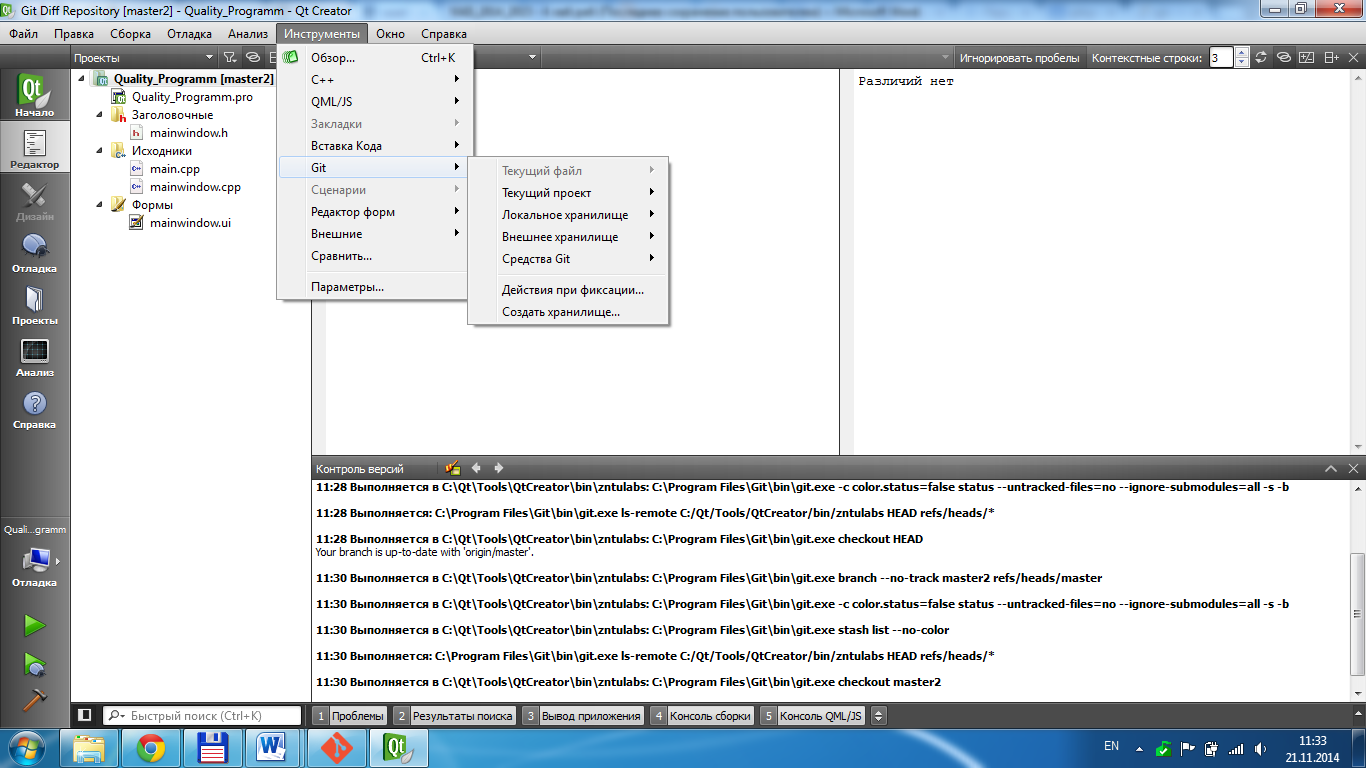 Git Diff Repository [master2] - Quality_Programm - Qt Creator
Файл Правка Сборка Отладка Анализ Инструменты Окно Справка
Проекты
Игнорировать пробелы Контекстные строки: 3
Начало
Редактор
Дизайн
Отладка
Проекты
Анализ
Справка
Quali...gramm
Отладка
Quality_Programm [master2]
Quality_Programm.pro
Заголовочные
mainwindow.h
Исходники
main.cpp
mainwindow.cpp
Формы
mainwindow.ui
Обзор... Ctrl+K
C++
QML/JS
Закладки
Вставка Кода
Git
Сценарии
Редактор форм
Внешние
Сравнить...
Параметры...
Текущий файл
Текущий проект
Локальное хранилище
Внешнее хранилище
Средства Git
Действия при фиксации...
Создать хранилище...
Различий нет
Контроль версий
11:28 Выполняется в C:\Qt\Tools\QtCreator\bin\zntulabs: C:\Program Files\Git\bin\git.exe -c color.status=false status --untracked-files=no --ignore-submodules=all -s -b
11:28 Выполняется: C:\Program Files\Git\bin\git.exe ls-remote C:/Qt/Tools/QtCreator/bin/zntulabs HEAD refs/heads/*
11:28 Выполняется в C:\Qt\Tools\QtCreator\bin\zntulabs: C:\Program Files\Git\bin\git.exe checkout HEAD
Your branch is up-to-date with 'origin/master'.
11:30 Выполняется в C:\Qt\Tools\QtCreator\bin\zntulabs: C:\Program Files\Git\bin\git.exe branch --no-track master2 refs/heads/master
11:30 Выполняется в C:\Qt\Tools\QtCreator\bin\zntulabs: C:\Program Files\Git\bin\git.exe -c color.status=false status --untracked-files=no --ignore-submodules=all -s -b
11:30 Выполняется в C:\Qt\Tools\QtCreator\bin\zntulabs: C:\Program Files\Git\bin\git.exe stash list --no-color
11:30 Выполняется: C:\Program Files\Git\bin\git.exe ls-remote C:/Qt/Tools/QtCreator/bin/zntulabs HEAD refs/heads/*
11:30 Выполняется в C:\Qt\Tools\QtCreator\bin\zntulabs: C:\Program Files\Git\bin\git.exe checkout master2
Быстрый поиск (Ctrl+K)
1 Проблемы 2 Результаты поиска 3 Вывод приложения 4 Консоль сборки 5 Консоль QML/JS
EN
11:33
21.11.2014